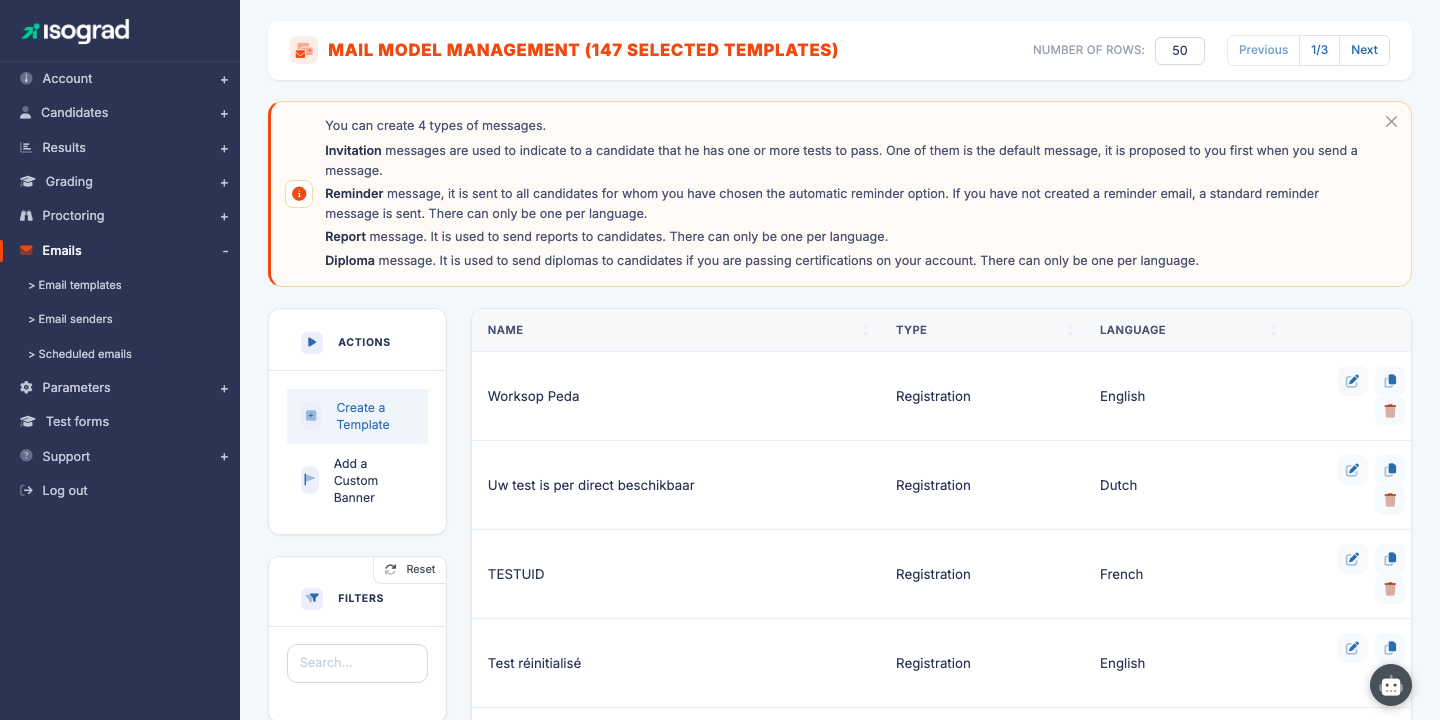 isograd
Account +
Candidates +
Results +
Grading +
Proctoring +
Emails -
> Email templates
> Email senders
> Scheduled emails
Parameters +
Test forms
Support +
Log out
MAIL MODEL MANAGEMENT (147 SELECTED TEMPLATES)
NUMBER OF ROWS: 50
Previous 1/3 Next
You can create 4 types of messages.
Invitation messages are used to indicate to a candidate that he has one or more tests to pass. One of them is the default message, it is proposed to you first when you send a
message.
Reminder message, it is sent to all candidates for whom you have chosen the automatic reminder option. If you have not created a reminder email, a standard reminder
message is sent. There can only be one per language.
Report message. It is used to send reports to candidates. There can only be one per language.
Diploma message. It is used to send diplomas to candidates if you are passing certifications on your account. There can only be one per language.
ACTIONS
Create a
Template
Add a
Custom
Banner
Reset
FILTERS
Search...
NAME TYPE LANGUAGE
Worksop Peda Registration English
Uw test is per direct beschikbaar Registration Dutch
TESTUID Registration French
Test réinitialisé Registration English